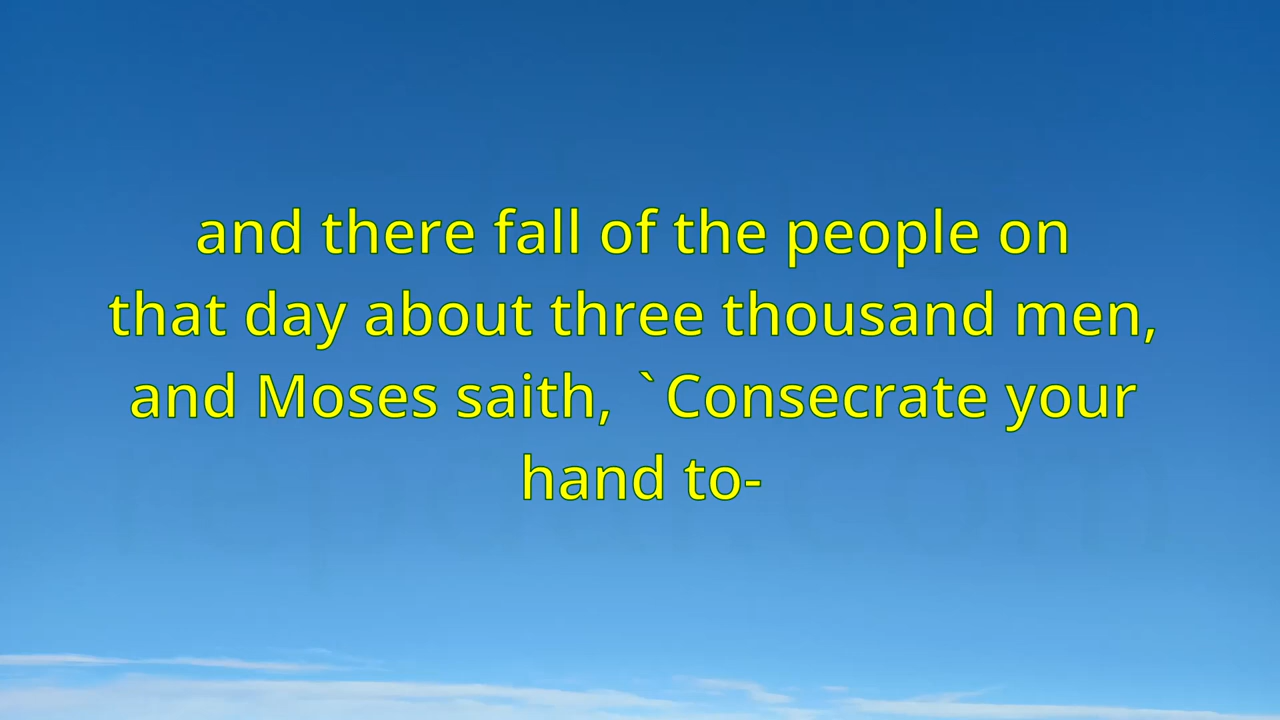 and there fall of the people on
that day about three thousand men,
and Moses saith, `Consecrate your
hand to-